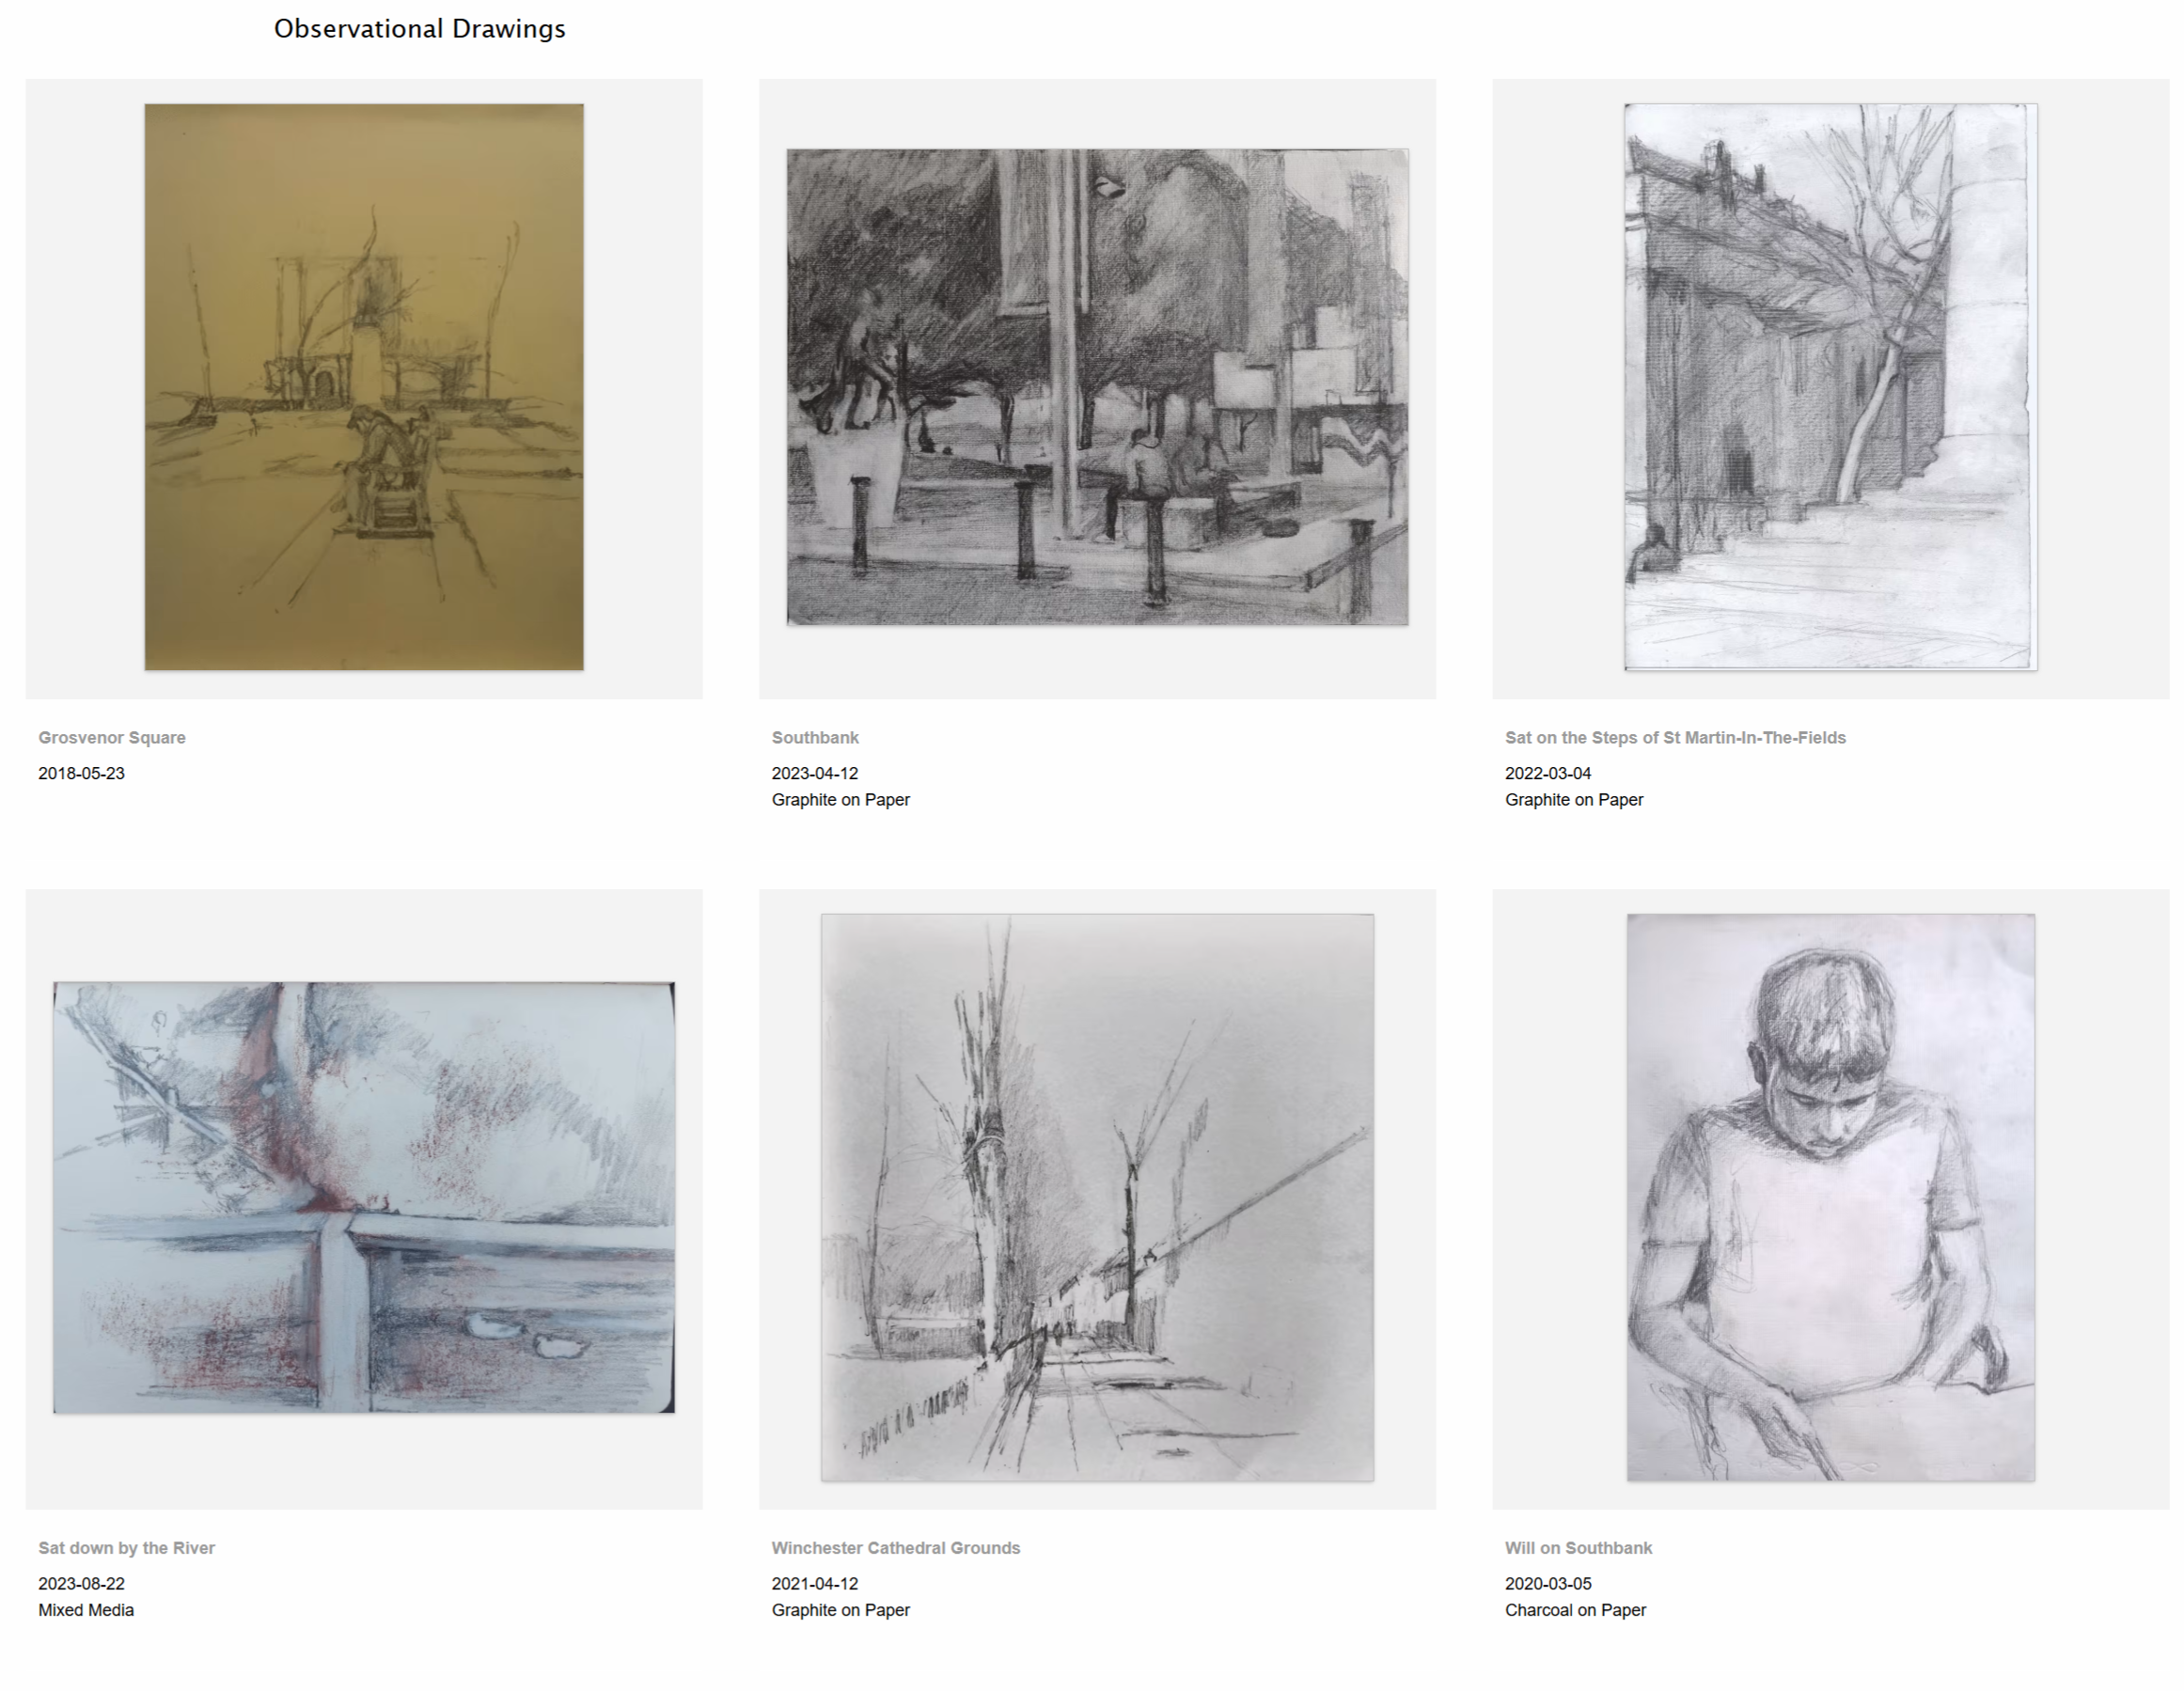 Observational Drawings
Grosvenor Square
2018-05-23
Southbank
2023-04-12
Graphite on Paper
Sat on the Steps of St Martin-In-The-Fields
2022-03-04
Graphite on Paper
Sat down by the River
2023-08-22
Mixed Media
Winchester Cathedral Grounds
2021-04-12
Graphite on Paper
Will on Southbank
2020-03-05
Charcoal on Paper